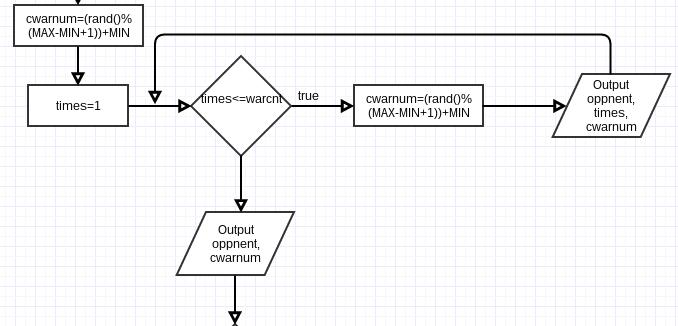 cwarnum=(rand()%
(MAX-MIN+1))+MIN
times=1
times<=warcnt
true
cwarnum=(rand()%
(MAX-MIN+1))+MIN
Output
oppnent,
times,
cwarnum
Output
oppnent,
cwarnum